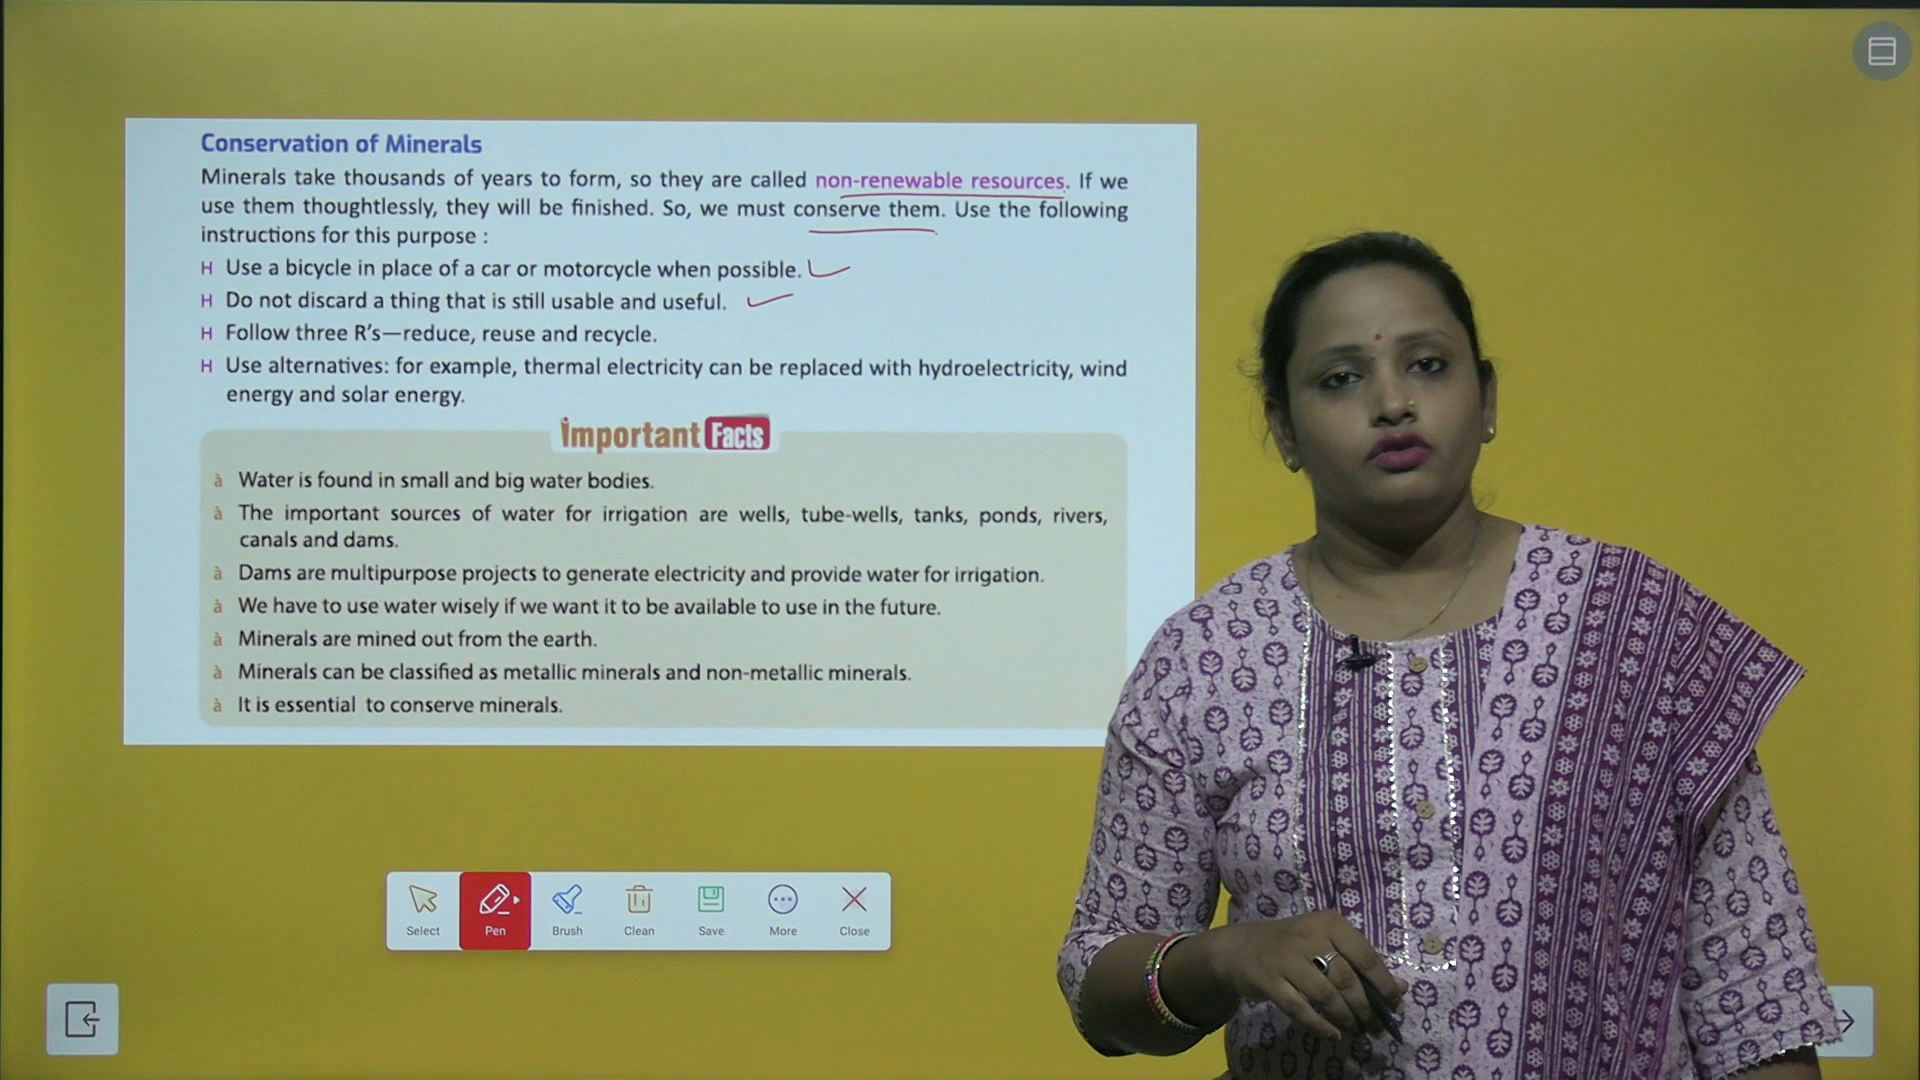 Conservation of Minerals
Minerals take thousands of years to form, so they are called non-renewable resources. If we
use them thoughtlessly, they will be finished. So, we must conserve them. Use the following
instructions for this purpose :
H Use a bicycle in place of a car or motorcycle when possible.
H Do not discard a thing that is still usable and useful.
H Follow three R's—reduce, reuse and recycle.
H Use alternatives: for example, thermal electricity can be replaced with hydroelectricity, wind
energy and solar energy.
Important Facts
à Water is found in small and big water bodies.
à The important sources of water for irrigation are wells, tube-wells, tanks, ponds, rivers,
canals and dams.
à Dams are multipurpose projects to generate electricity and provide water for irrigation.
à We have to use water wisely if we want it to be available to use in the future.
à Minerals are mined out from the earth.
à Minerals can be classified as metallic minerals and non-metallic minerals.
à It is essential to conserve minerals.
Select Pen Brush Clean Save More Close